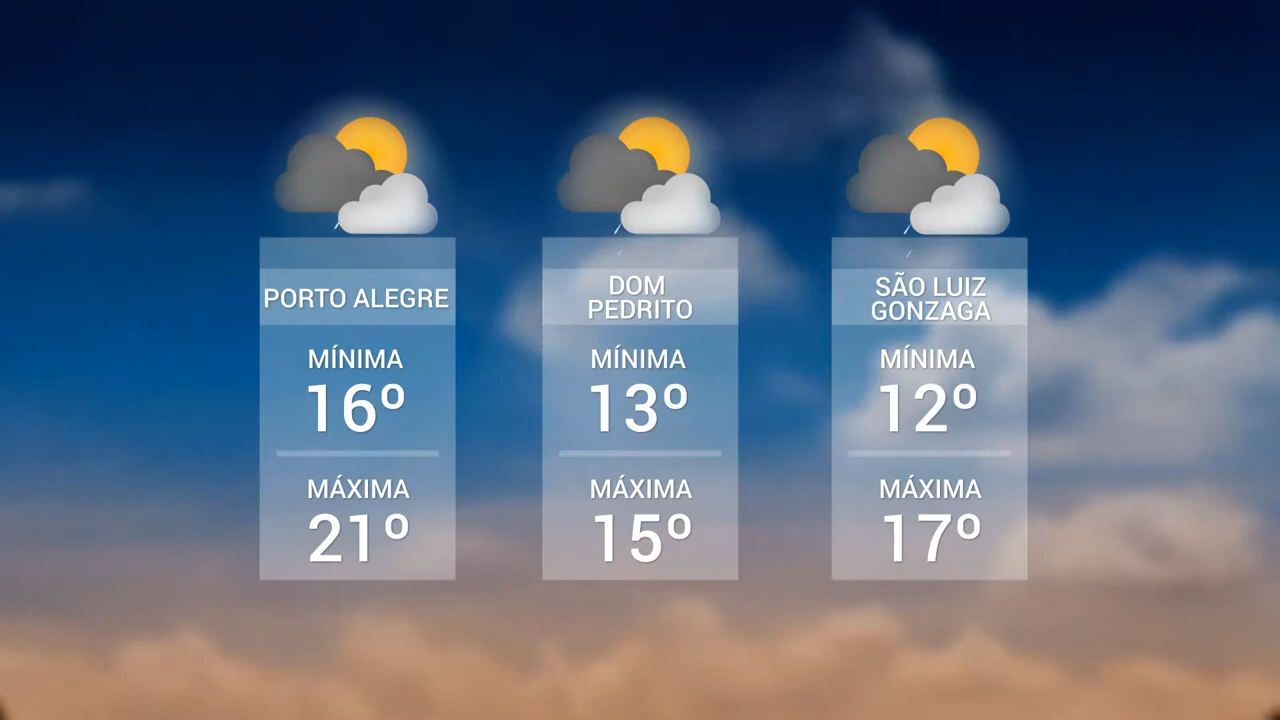 PORTO ALEGRE
MÍNIMA
16º
MÁXIMA
21º
DOM
PEDRITO
MÍNIMA
13º
MÁXIMA
15º
SÃO LUIZ
GONZAGA
MÍNIMA
12º
MÁXIMA
17º